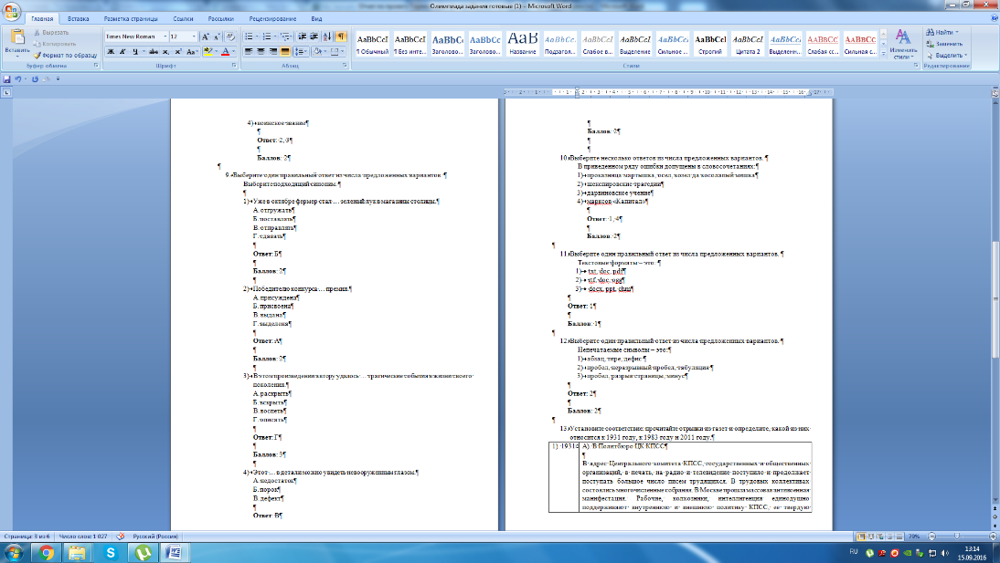 Олимпиада задания готовые (1) - Microsoft Word
Главная Вставка Разметка страницы Ссылки Рассылки Рецензирование Вид
Вставить
Вырезать
Копировать
Формат по образцу
Буфер обмена
Times New Roman 12
Ж К Ч
Шрифт
Абзац
AaBbCcI AaBbCcI AaBbCc AaBbCc AaB AaBbCc. AaBbCc. AaBbCcI AaBbCc. AaBbCcI AaBbCcI AaBbCc. AaBbCc AaBbCc
¶ Обычный ¶ Без инте... Заголово... Заголово... Название Подзагол... Слабое в... Выделение Сильное ... Строгий Цитата 2 Выделенн... Слабая сс... Сильная с...
Стили
Изменить стили
Найти
Заменить
Выделить
Редактирование
4) воинское звание¶
¶
Ответ: 2, 3¶
¶
Баллов: 2¶
¶
9. Выберите один правильный ответ из числа предложенных вариантов. ¶
Выберите подходящий синоним. ¶
¶
1) Уже в октябре фермер стал … зеленый лук в магазины столицы.¶
А. отгружать¶
Б. поставлять¶
В. отправлять¶
Г. сдавать¶
¶
Ответ: Б¶
¶
Баллов: 2¶
¶
2) Победителю конкурса … премия.¶
А. присуждена¶
Б. присвоена¶
В. выдана¶
Г. выделена¶
¶
Ответ: А¶
¶
Баллов: 2¶
¶
3) В этом произведении автору удалось … трагические события в жизни своего
поколения.¶
А. раскрыть¶
Б. вскрыть¶
В. воспеть¶
Г. описать¶
¶
Ответ: Г¶
¶
Баллов: 3¶
¶
4) Этот … в детали можно увидеть невооруженным глазом.¶
А. недостаток¶
Б. порок¶
В. дефект¶
¶
Ответ: В¶
¶
Баллов: 2¶
¶
¶
10. Выберите несколько ответов из числа предложенных вариантов. ¶
В приведенном ряду ошибки допущены в словосочетаниях:¶
1) проказница мартышка, осел, козел да косолапый мишка¶
2) шекспировские трагедии¶
3) дарвиновское учение¶
4) марксов «Капитал»¶
¶
Ответ: 1, 4¶
¶
Баллов: 2¶
¶
11. Выберите один правильный ответ из числа предложенных вариантов. ¶
Текстовые форматы – это: ¶
1) txt, doc, pdf¶
2) rtf, doc, ogg¶
3) docx, ppt, chm¶
¶
Ответ: 1¶
¶
Баллов: 1¶
¶
12. Выберите один правильный ответ из числа предложенных вариантов. ¶
Непечатаемые символы – это:¶
1) абзац, тире, дефис¶
2) пробел, неразрывный пробел, табуляция¶
3) пробел, разрыв страницы, минус¶
¶
Ответ: 2¶
¶
Баллов: 2¶
¶
13. Установите соответствие: прочитайте отрывки из газет и определите, какой из них
относится к 1931 году, к 1983 году и 2011 году.¶
1) 1931 А) В Политбюро ЦК КПСС¶
¶
В адрес Центрального комитета КПСС, государственных и общественных
организаций, в печать, на радио и телевидение поступило и продолжает
поступать большое число писем трудящихся. В трудовых коллективах
состоялись многочисленные собрания. В Москве прошла массовая антивоенная
манифестация. Рабочие, колхозники, интеллигенция единодушно
поддерживают внутреннюю и внешнюю политику КПСС, ее твердую
Страница: 3 из 6 Число слов: 1 027 Русский (Россия) 79%
RU 13:14
15.09.2016